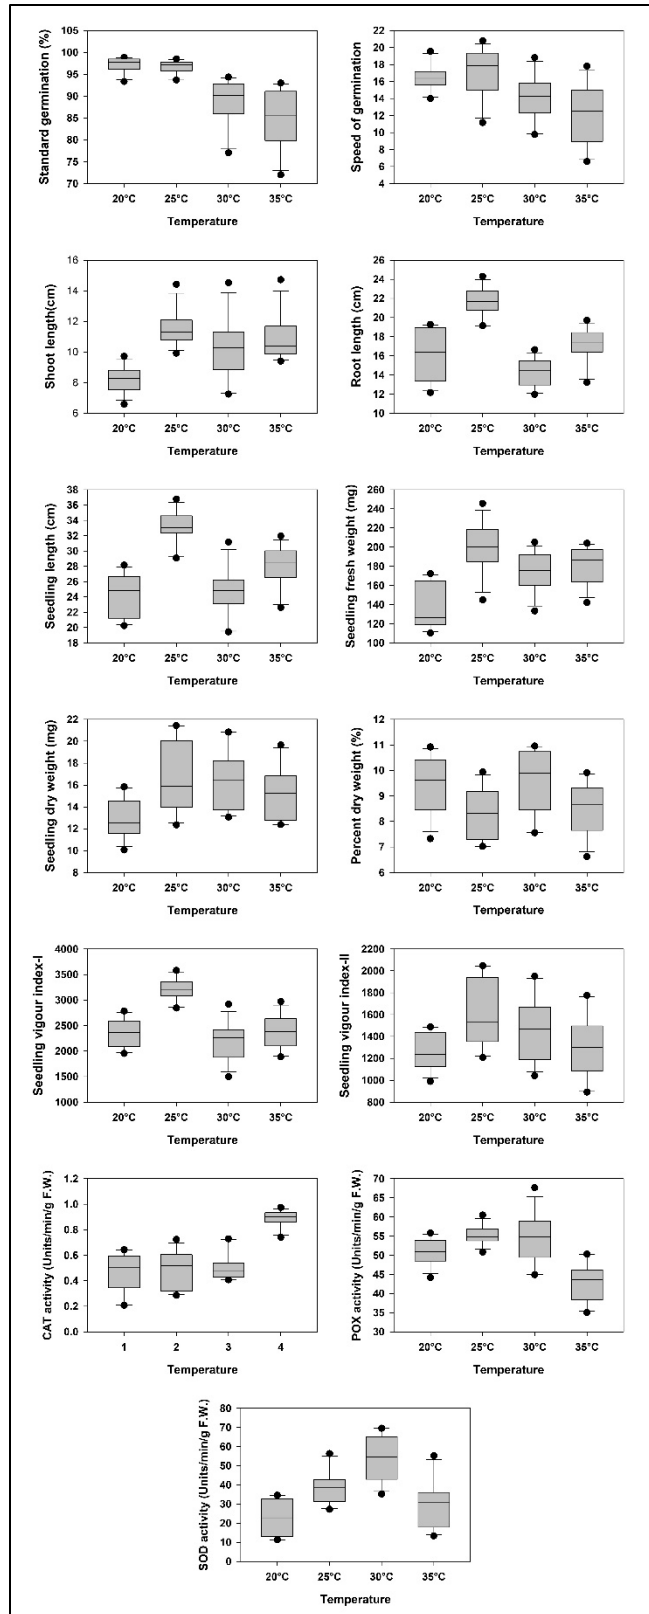 Standard germination (%)
105
100
95
90
85
80
75
70
20°C 25°C 30°C 35°C
Temperature
Speed of germination
22
20
18
16
14
12
10
8
6
4
20°C 25°C 30°C 35°C
Temperature
Shoot length(cm)
16
14
12
10
8
6
20°C 25°C 30°C 35°C
Temperature
Root length (cm)
26
24
22
20
18
16
14
12
10
20°C 25°C 30°C 35°C
Temperature
Seedling length (cm)
38
36
34
32
30
28
26
24
22
20
18
20°C 25°C 30°C 35°C
Temperature
Seedling fresh weight (mg)
260
240
220
200
180
160
140
120
100
20°C 25°C 30°C 35°C
Temperature
Seedling dry weight (mg)
22
20
18
16
14
12
10
8
20°C 25°C 30°C 35°C
Temperature
Percent dry weight (%)
12
11
10
9
8
7
6
20°C 25°C 30°C 35°C
Temperature
Seedling vigour index-I
4000
3500
3000
2500
2000
1500
1000
20°C 25°C 30°C 35°C
Temperature
Seedling vigour index-II
2200
2000
1800
1600
1400
1200
1000
800
20°C 25°C 30°C 35°C
Temperature
CAT activity (Units/min/g F.W.)
1.2
1.0
0.8
0.6
0.4
0.2
0.0
1 2 3 4
Temperature
POX activity (Units/min/g F.W.)
70
65
60
55
50
45
40
35
30
20°C 25°C 30°C 35°C
Temperature
SOD activity (Units/min/g F.W.)
80
70
60
50
40
30
20
10
0
20°C 25°C 30°C 35°C
Temperature